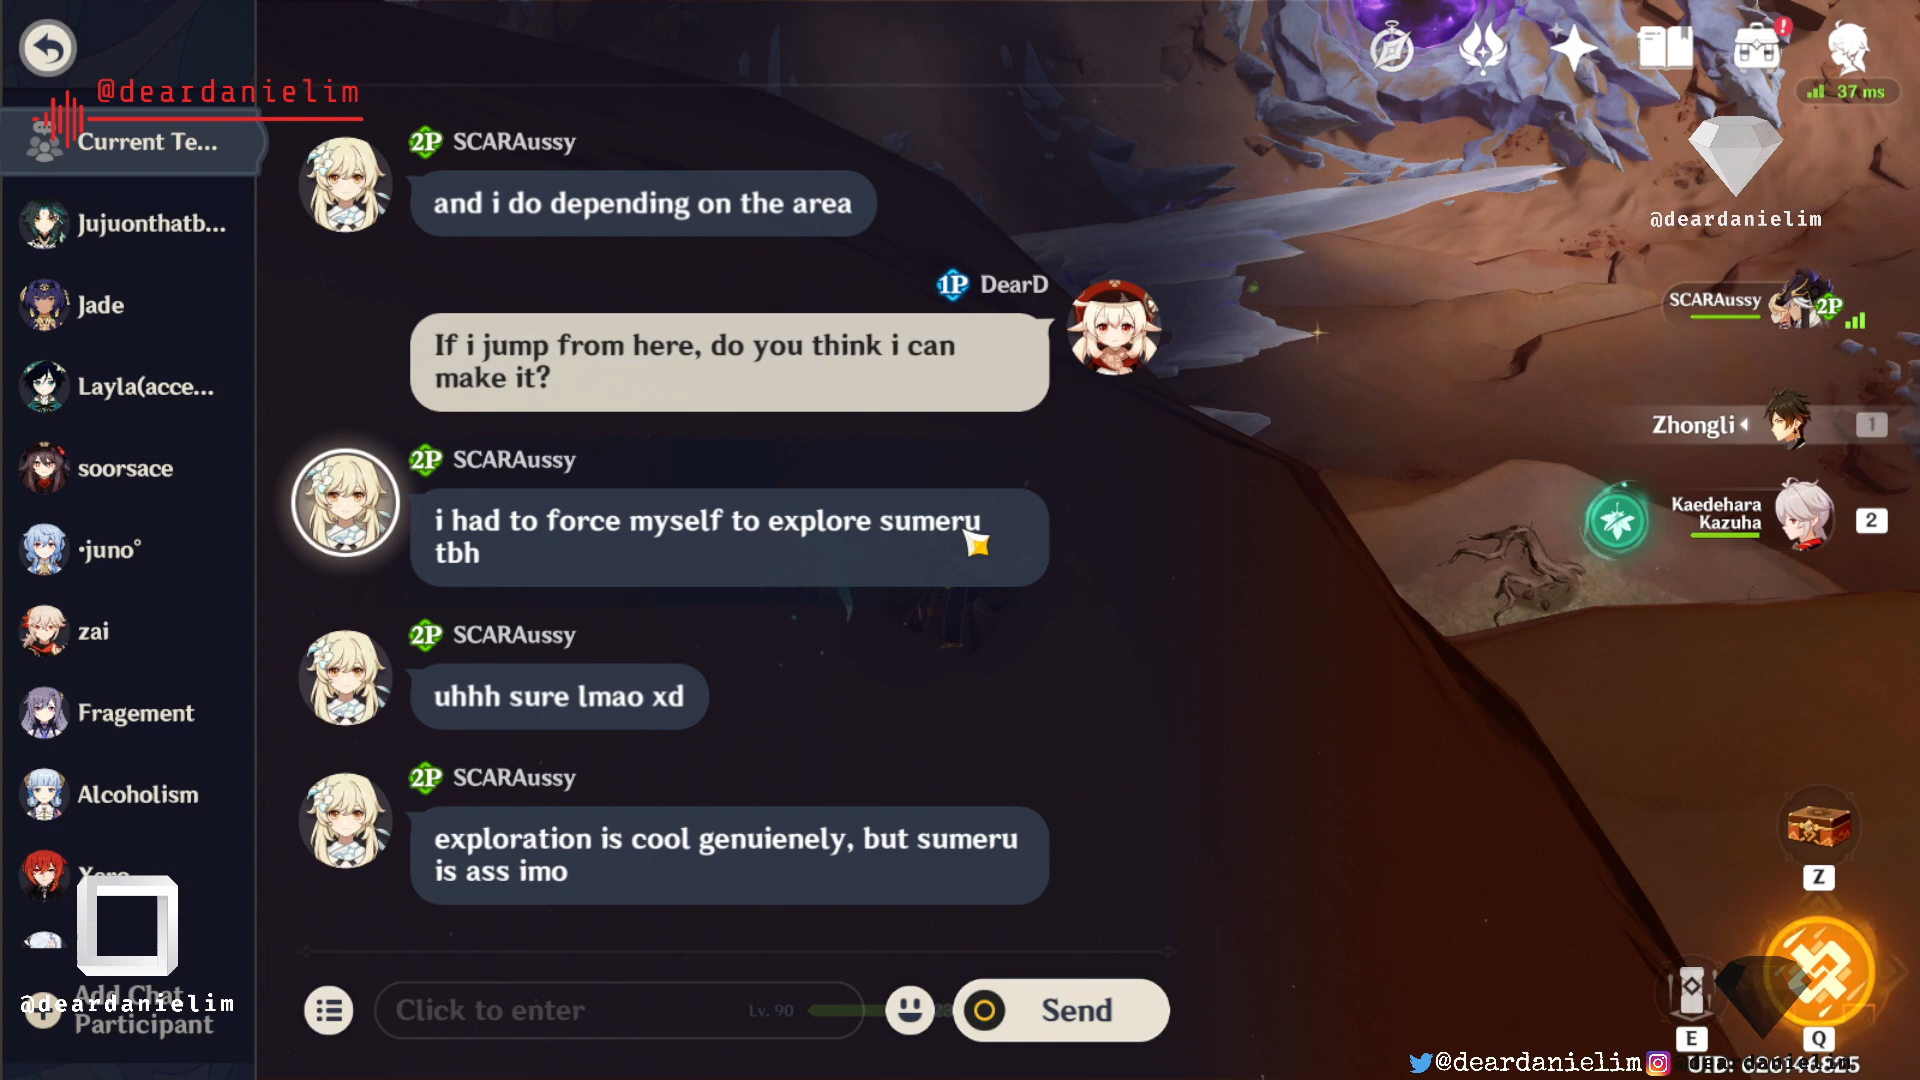 @deardanielim
Current Te...
Jujuonthatb...
Jade
Layla(acce...
soorsace
•juno°
zai
Fragement
Alcoholism
@deardanielim
Add Chat
Participant
2P SCARAussy
and i do depending on the area
1P DearD
If i jump from here, do you think i can
make it?
2P SCARAussy
i had to force myself to explore sumeru
tbh
2P SCARAussy
uhhh sure lmao xd
2P SCARAussy
exploration is cool genuienely, but sumeru
is ass imo
Click to enter
Lv. 90
Send
37 ms
@deardanielim
SCARAussy 2P
Zhongli 1
Kaedehara
Kazuha
2
Z
E
Q
@deardanielim
UID: